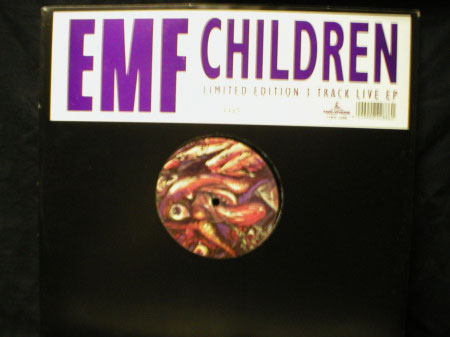 EMF CHILDREN
LIMITED EDITION 3 TRACK LIVE EP